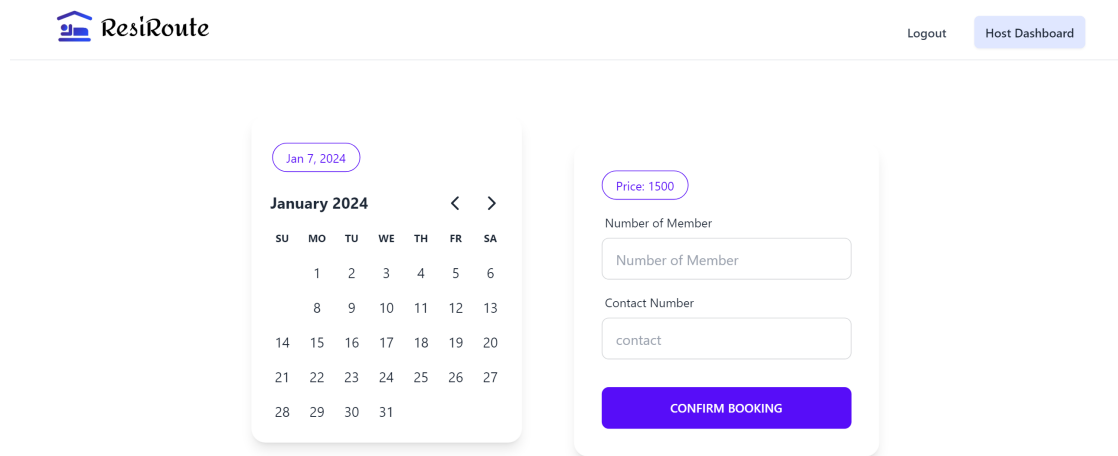 ResiRoute
Logout
Host Dashboard
Jan 7, 2024
January 2024
SU MO TU WE TH FR SA
1 2 3 4 5 6
8 9 10 11 12 13
14 15 16 17 18 19 20
21 22 23 24 25 26 27
28 29 30 31
Price: 1500
Number of Member
Number of Member
Contact Number
contact
CONFIRM BOOKING